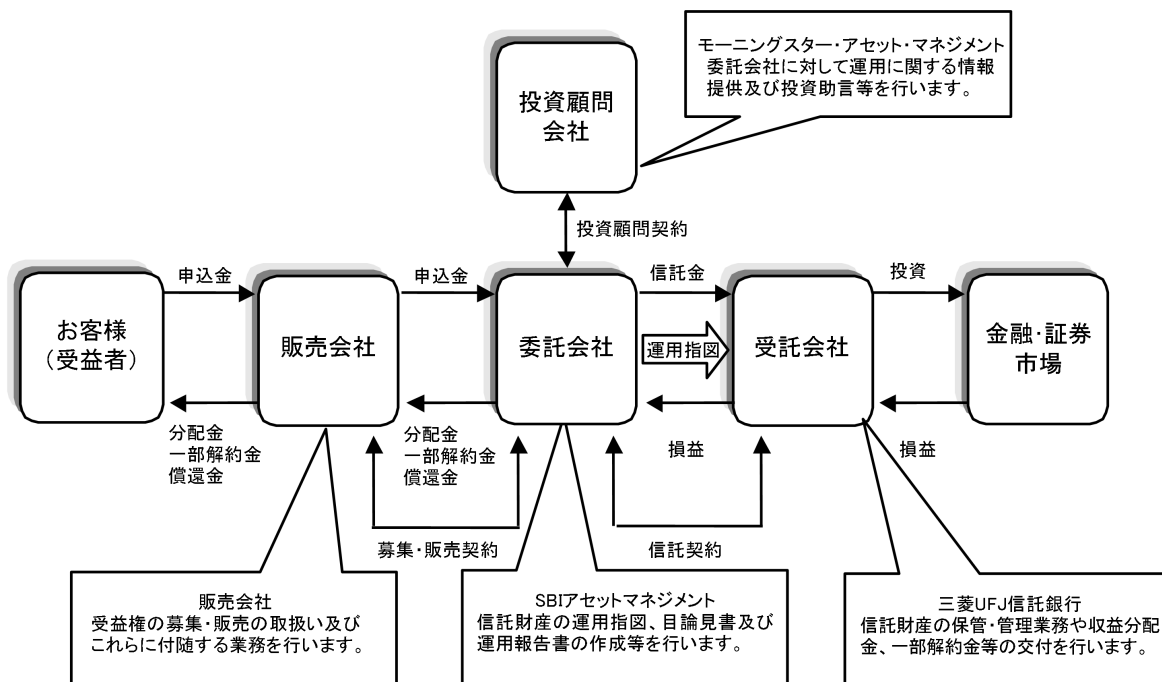 モーニングスター・アセット・マネジメント
委託会社に対して運用に関する情報
提供及び投資助言等を行います。
投資顧問
会社
投資顧問契約
申込金
申込金
信託金
投資
お客様
（受益者）
販売会社
委託会社
運用指図
受託会社
金融・証券
市場
分配金
一部解約金
償還金
分配金
一部解約金
償還金
損益
損益
募集・販売契約
信託契約
販売会社
受益権の募集・販売の取扱い及び
これらに付随する業務を行います。
SBIアセットマネジメント
信託財産の運用指図、目論見書及び
運用報告書の作成等を行います。
三菱UFJ信託銀行
信託財産の保管・管理業務や収益分配
金、一部解約金等の交付を行います。